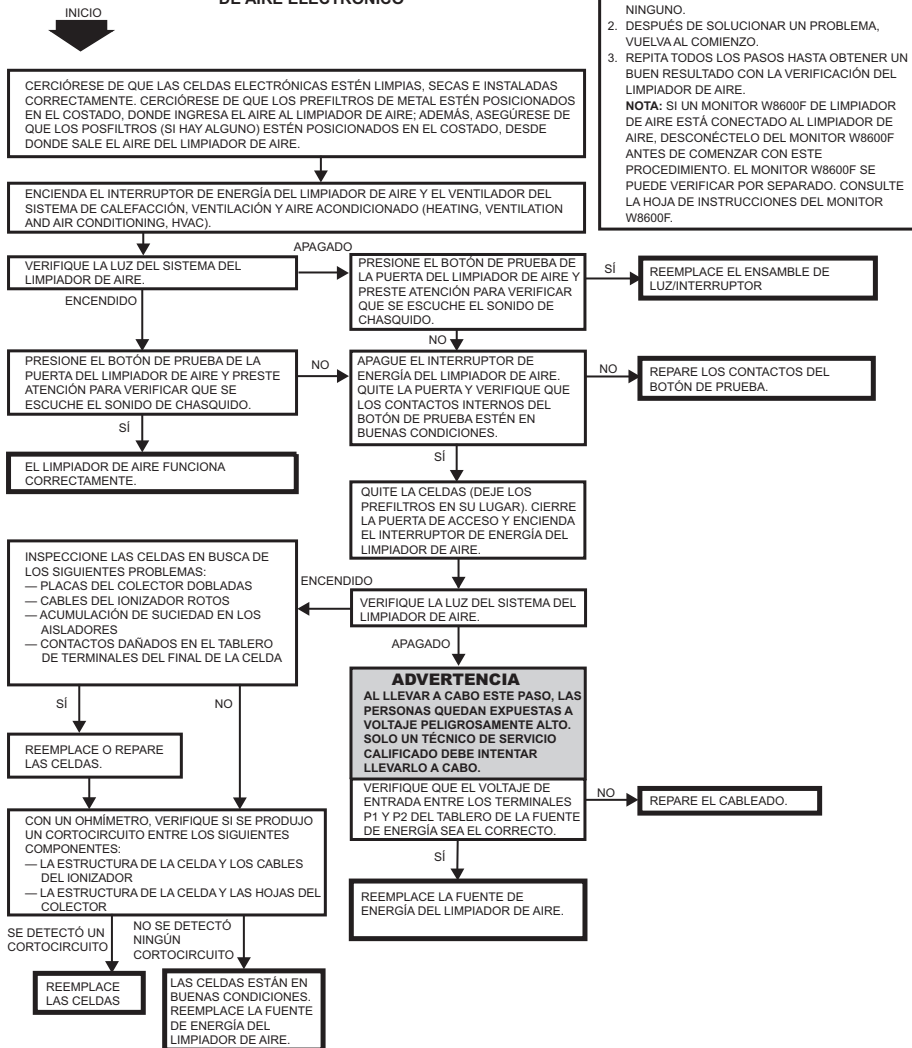 DE AIRE ELECTRÓNICO
INICIO
NINGUNO.
2. DESPUÉS DE SOLUCIONAR UN PROBLEMA,
VUELVA AL COMIENZO.
3. REPITA TODOS LOS PASOS HASTA OBTENER UN
BUEN RESULTADO CON LA VERIFICACIÓN DEL
LIMPIADOR DE AIRE.
NOTA: SI UN MONITOR W8600F DE LIMPIADOR
DE AIRE ESTÁ CONECTADO AL LIMPIADOR DE
AIRE, DESCONÉCTELO DEL MONITOR W8600F
ANTES DE COMENZAR CON ESTE
PROCEDIMIENTO. EL MONITOR W8600F SE
PUEDE VERIFICAR POR SEPARADO. CONSULTE
LA HOJA DE INSTRUCCIONES DEL MONITOR
W8600F.
CERCIÓRESE DE QUE LAS CELDAS ELECTRÓNICAS ESTÉN LIMPIAS, SECAS E INSTALADAS
CORRECTAMENTE. CERCIÓRESE DE QUE LOS PREFILTROS DE METAL ESTÉN POSICIONADOS
EN EL COSTADO, DONDE INGRESA EL AIRE AL LIMPIADOR DE AIRE; ADEMÁS, ASEGÚRESE DE
QUE LOS POSFILTROS (SI HAY ALGUNO) ESTÉN POSICIONADOS EN EL COSTADO, DESDE
DONDE SALE EL AIRE DEL LIMPIADOR DE AIRE.
ENCIENDA EL INTERRUPTOR DE ENERGÍA DEL LIMPIADOR DE AIRE Y EL VENTILADOR DEL
SISTEMA DE CALEFACCIÓN, VENTILACIÓN Y AIRE ACONDICIONADO (HEATING, VENTILATION
AND AIR CONDITIONING, HVAC).
VERIFIQUE LA LUZ DEL SISTEMA DEL
LIMPIADOR DE AIRE.
APAGADO
PRESIONE EL BOTÓN DE PRUEBA DE
LA PUERTA DEL LIMPIADOR DE AIRE Y
PRESTE ATENCIÓN PARA VERIFICAR
QUE SE ESCUCHE EL SONIDO DE
CHASQUIDO.
SÍ
REEMPLACE EL ENSAMBLE DE
LUZ/INTERRUPTOR
ENCENDIDO
NO
PRESIONE EL BOTÓN DE PRUEBA DE LA
PUERTA DEL LIMPIADOR DE AIRE Y PRESTE
ATENCIÓN PARA VERIFICAR QUE SE
ESCUCHE EL SONIDO DE CHASQUIDO.
NO
APAGUE EL INTERRUPTOR DE
ENERGÍA DEL LIMPIADOR DE AIRE.
QUITE LA PUERTA Y VERIFIQUE QUE
LOS CONTACTOS INTERNOS DEL
BOTÓN DE PRUEBA ESTÉN EN
BUENAS CONDICIONES.
NO
REPARE LOS CONTACTOS DEL
BOTÓN DE PRUEBA.
SÍ
EL LIMPIADOR DE AIRE FUNCIONA
CORRECTAMENTE.
SÍ
QUITE LA CELDAS (DEJE LOS
PREFILTROS EN SU LUGAR). CIERRE
LA PUERTA DE ACCESO Y ENCIENDA
EL INTERRUPTOR DE ENERGÍA DEL
LIMPIADOR DE AIRE.
INSPECCIONE LAS CELDAS EN BUSCA DE
LOS SIGUIENTES PROBLEMAS:
— PLACAS DEL COLECTOR DOBLADAS
— CABLES DEL IONIZADOR ROTOS
— ACUMULACIÓN DE SUCIEDAD EN LOS
AISLADORES
— CONTACTOS DAÑADOS EN EL TABLERO
DE TERMINALES DEL FINAL DE LA CELDA
ENCENDIDO
VERIFIQUE LA LUZ DEL SISTEMA DEL
LIMPIADOR DE AIRE.
APAGADO
ADVERTENCIA
AL LLEVAR A CABO ESTE PASO, LAS
PERSONAS QUEDAN EXPUESTAS A
VOLTAJE PELIGROSAMENTE ALTO.
SOLO UN TÉCNICO DE SERVICIO
CALIFICADO DEBE INTENTAR
LLEVARLO A CABO.
VERIFIQUE QUE EL VOLTAJE DE
ENTRADA ENTRE LOS TERMINALES
P1 Y P2 DEL TABLERO DE LA FUENTE
DE ENERGÍA SEA EL CORRECTO.
NO
REPARE EL CABLEADO.
SÍ
REEMPLACE LA FUENTE DE
ENERGÍA DEL LIMPIADOR DE AIRE.
SÍ
NO
REEMPLACE O REPARE
LAS CELDAS.
CON UN OHMÍMETRO, VERIFIQUE SI SE PRODUJO
UN CORTOCIRCUITO ENTRE LOS SIGUIENTES
COMPONENTES:
— LA ESTRUCTURA DE LA CELDA Y LOS CABLES
DEL IONIZADOR
— LA ESTRUCTURA DE LA CELDA Y LAS HOJAS DEL
COLECTOR
SE DETECTÓ UN
CORTOCIRCUITO
NO SE DETECTÓ
NINGÚN
CORTOCIRCUITO
REEMPLACE
LAS CELDAS
LAS CELDAS ESTÁN EN
BUENAS CONDICIONES.
REEMPLACE LA FUENTE
DE ENERGÍA DEL
LIMPIADOR DE AIRE.